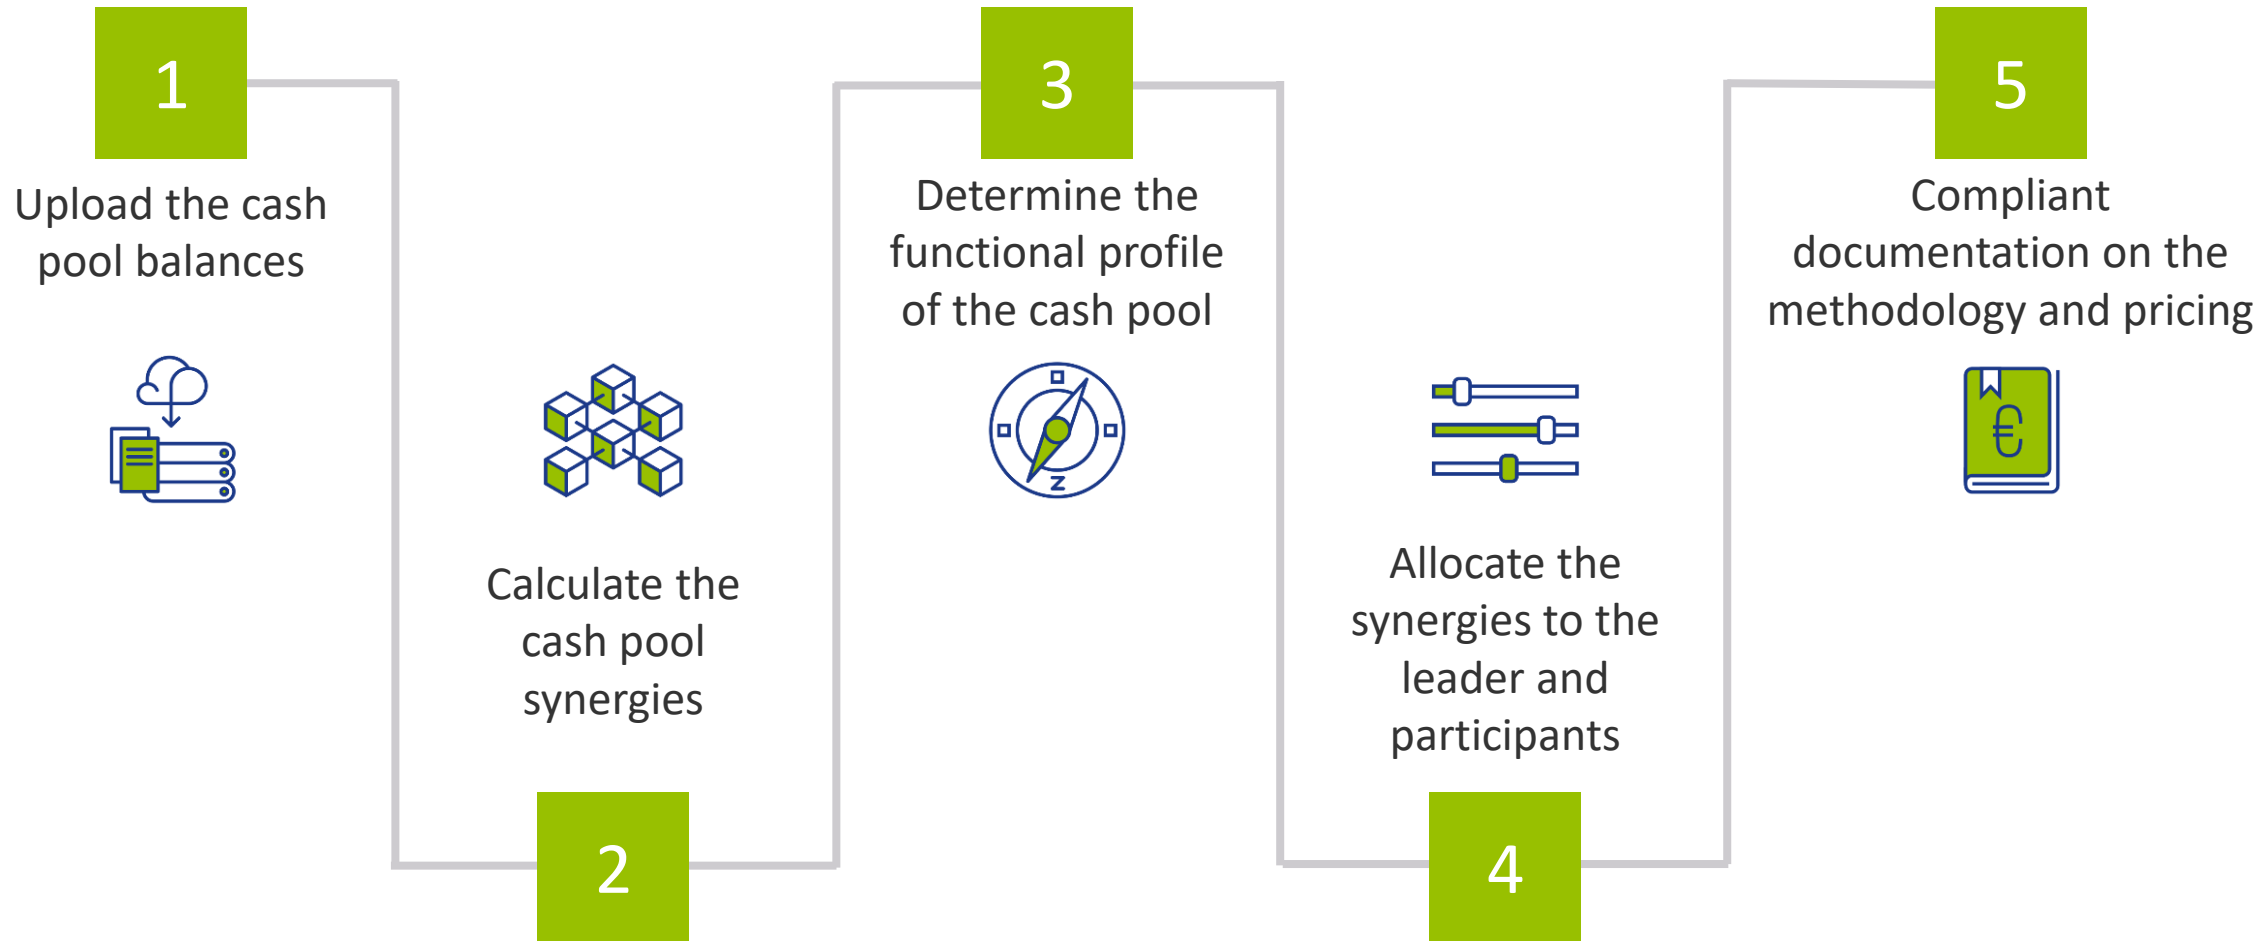 1
Upload the cash
pool balances
2
Calculate the
cash pool
synergies
3
Determine the
functional profile
of the cash pool
Z
4
Allocate the
synergies to the
leader and
participants
5
Compliant
documentation on the
methodology and pricing
€